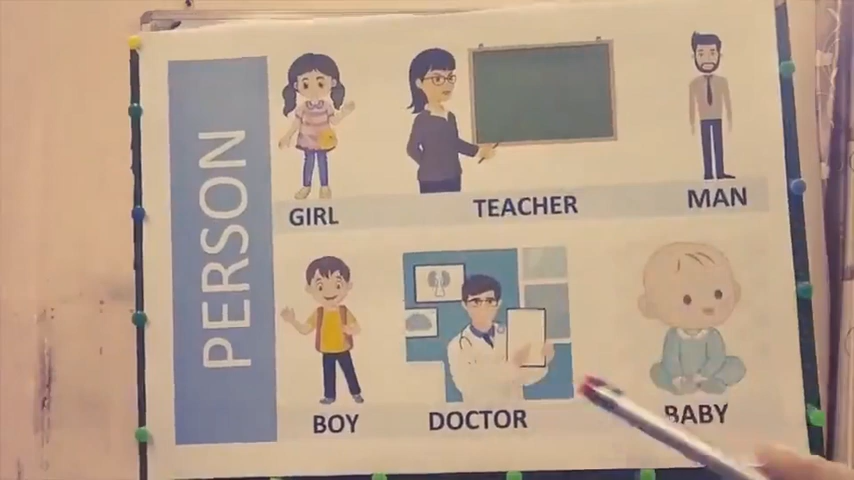 PERSON
GIRL
TEACHER
MAN
BOY
DOCTOR
BABY